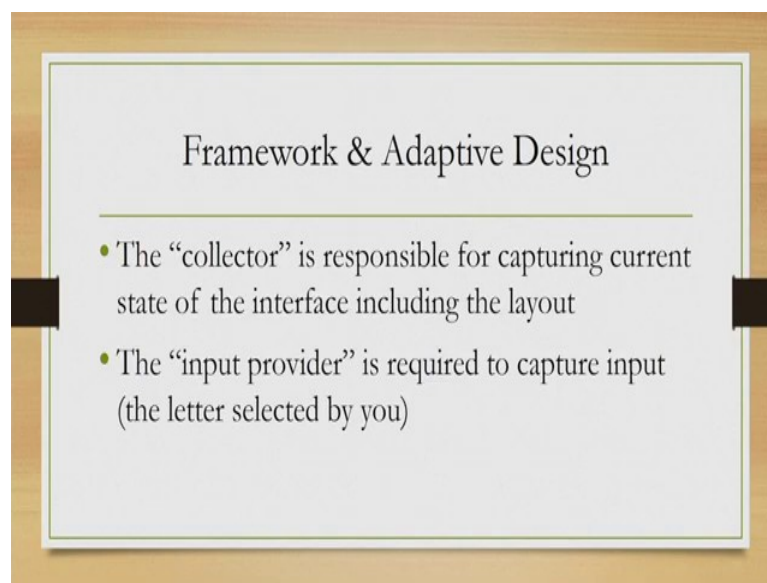 Framework & Adaptive Design
• The “collector” is responsible for capturing current
state of the interface including the layout
• The “input provider” is required to capture input
(the letter selected by you)